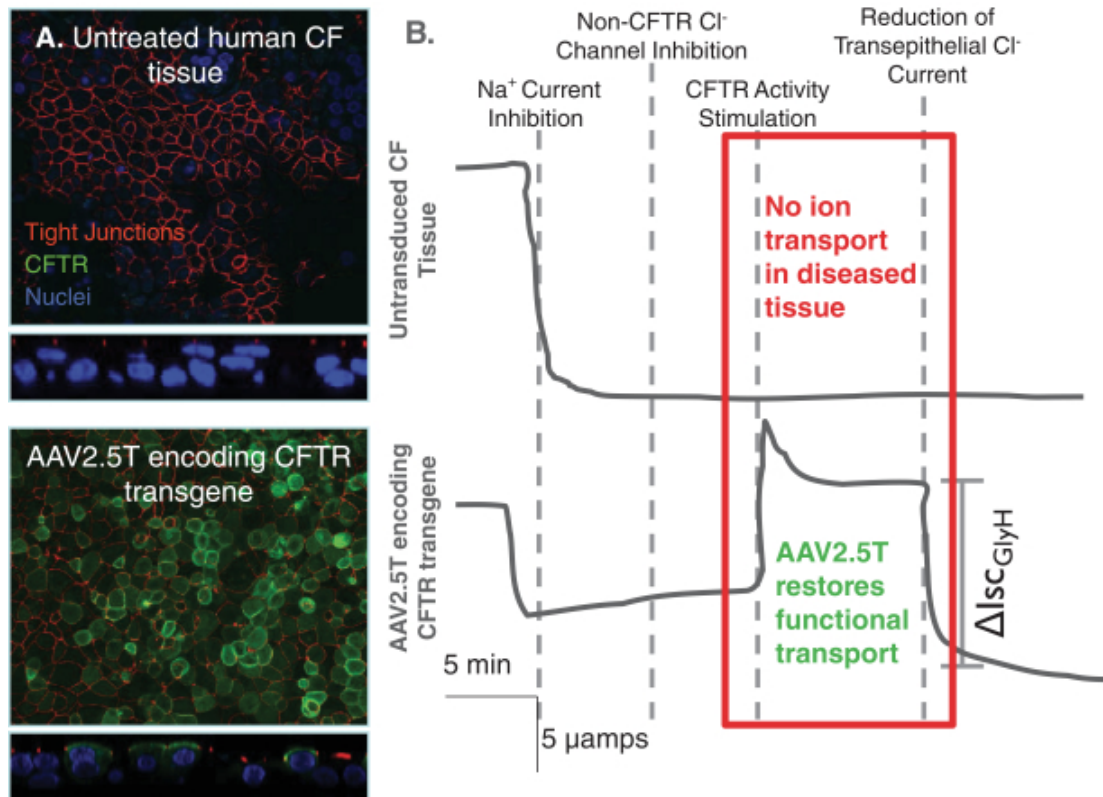 A. Untreated human CF
tissue
Tight Junctions
CFTR
Nuclei
AAV2.5T encoding CFTR
transgene
B.
Non-CFTR Cl⁻
Channel Inhibition
Reduction of
Transepithelial Cl⁻
Current
Na⁺ Current
Inhibition
CFTR Activity
Stimulation
Untransduced CF
Tissue
No ion
transport
in diseased
tissue
AAV2.5T encoding
CFTR transgene
AAV2.5T
restores
functional
transport
ΔIsc_GlyH
5 min
5 µamps